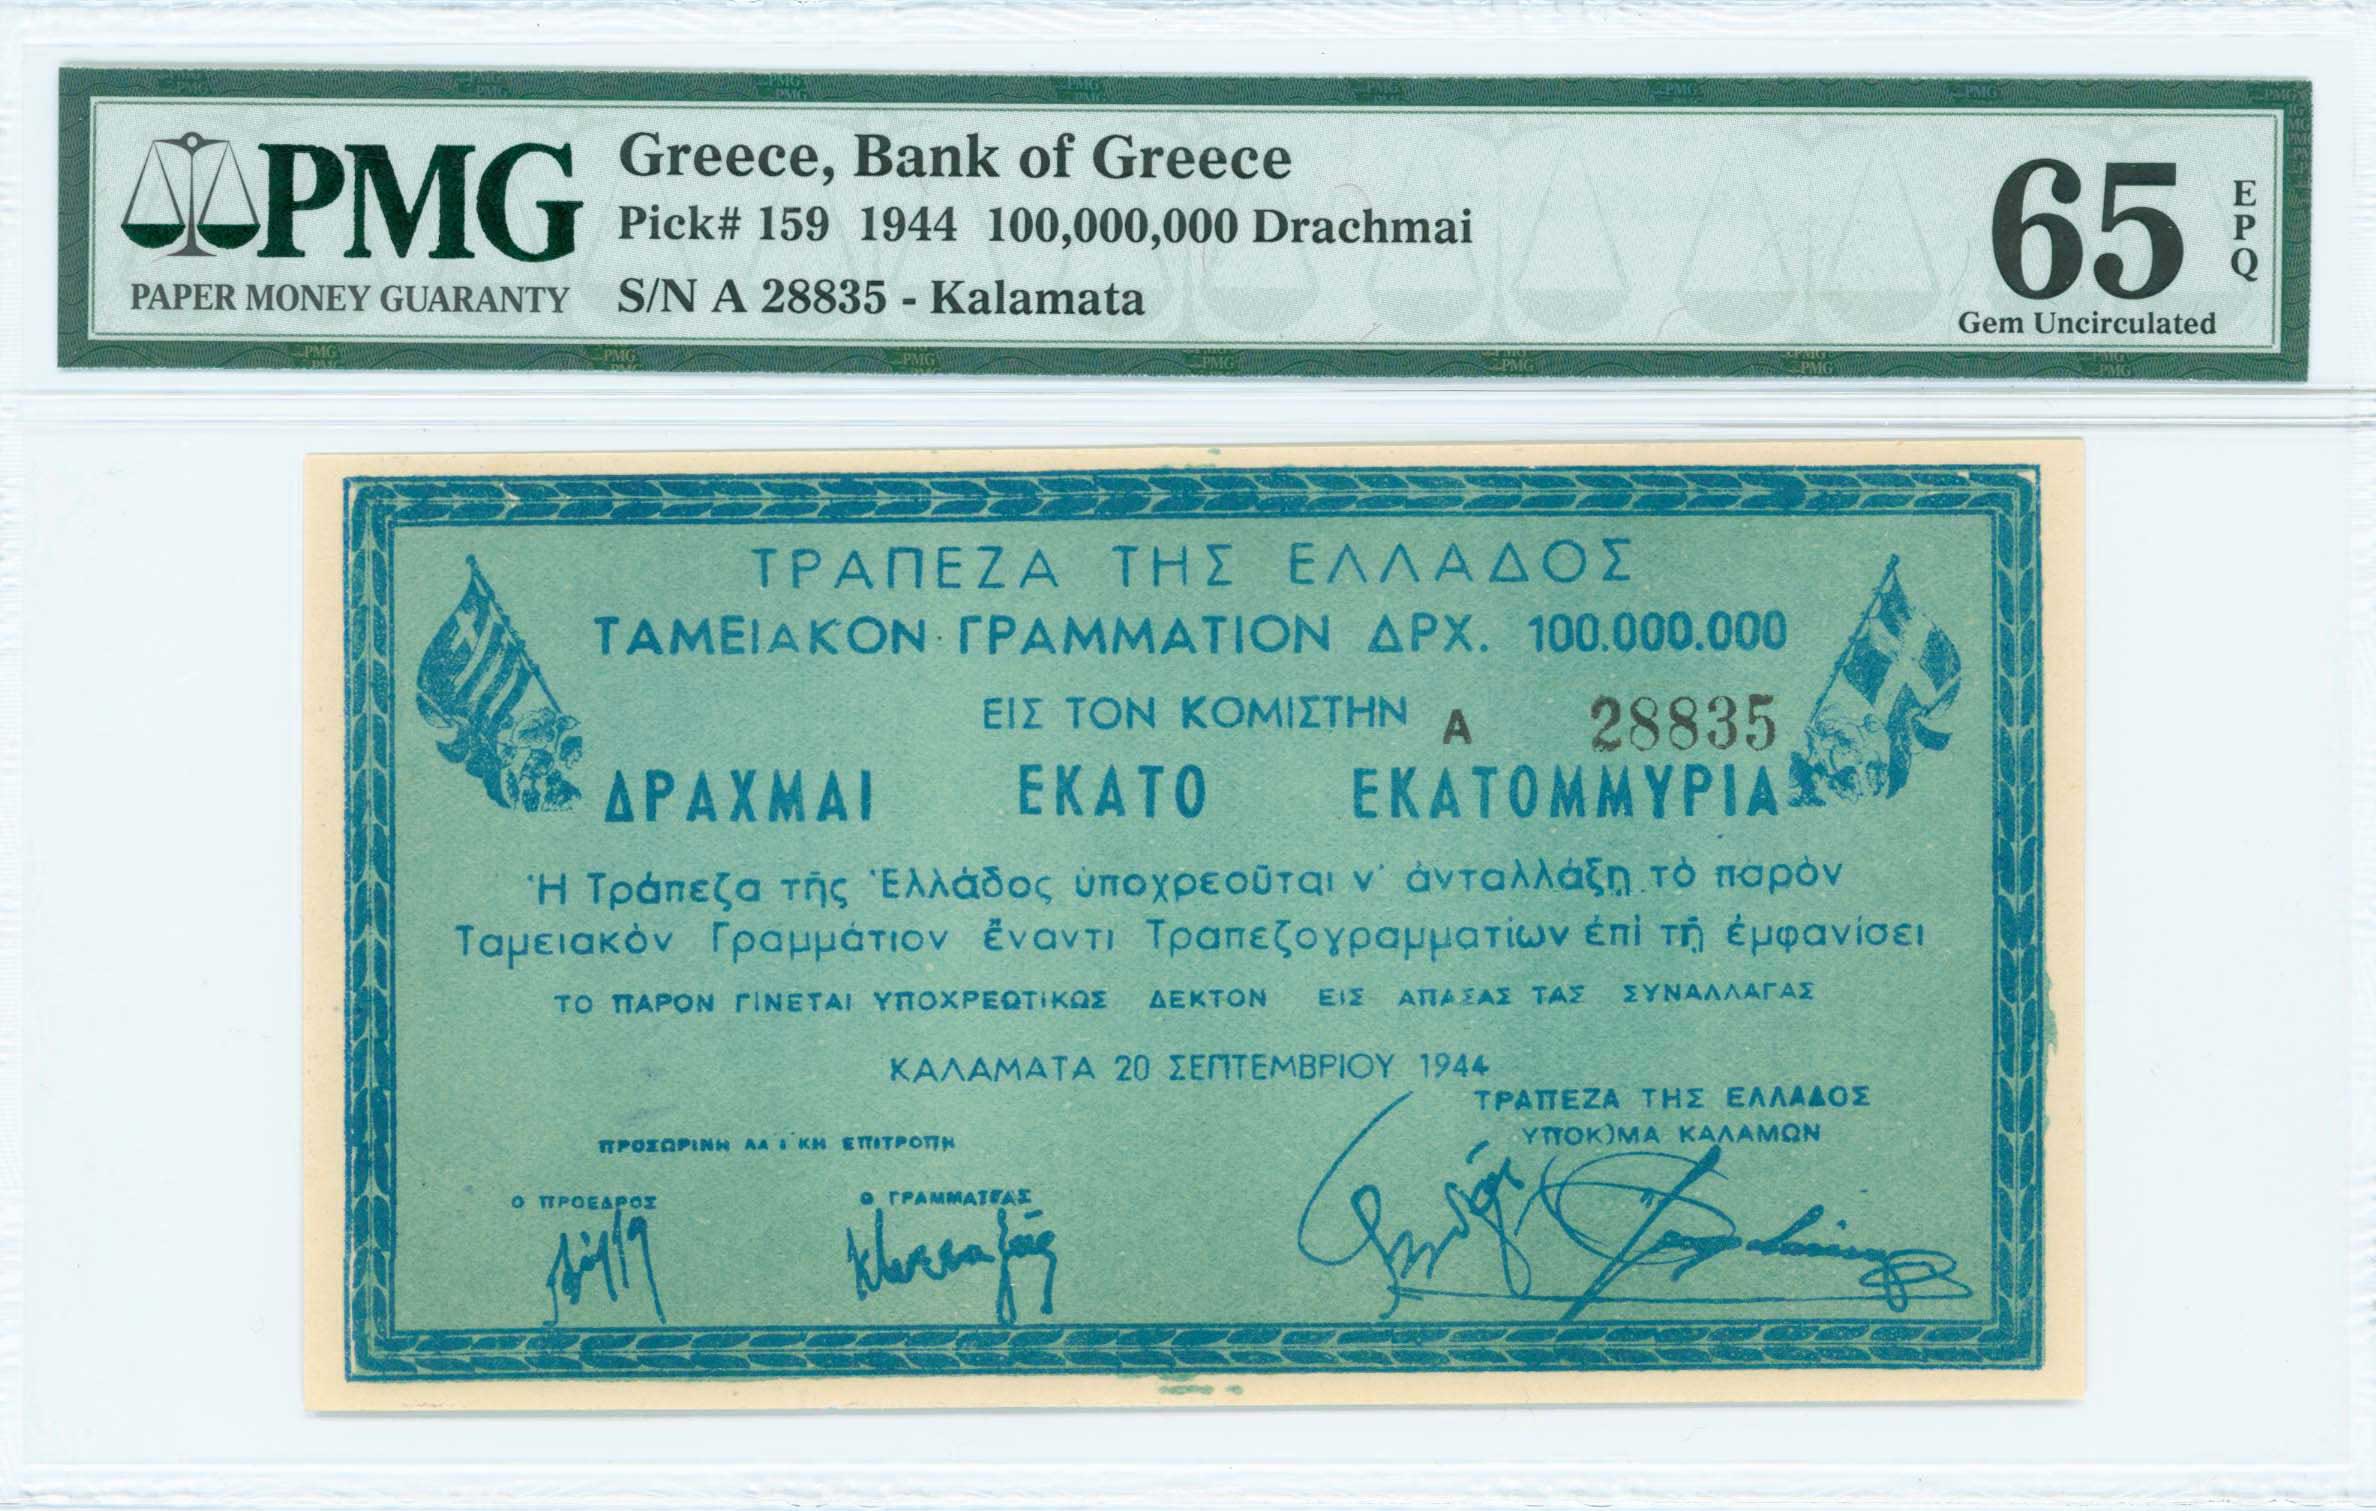 PMG
PAPER MONEY GUARANTY
Greece, Bank of Greece
Pick# 159 1944 100,000,000 Drachmai
S/N A 28835 - Kalamata
65
EPQ
Gem Uncirculated
ΤΡΑΠΕΖΑ ΤΗΣ ΕΛΛΑΔΟΣ
ΤΑΜΕΙΑΚΟΝ ΓΡΑΜΜΑΤΙΟΝ ΔΡΧ. 100.000.000
ΕΙΣ ΤΟΝ ΚΟΜΙΣΤΗΝ Α 28835
ΔΡΑΧΜΑΙ ΕΚΑΤΟ ΕΚΑΤΟΜΜΥΡΙΑ
Ἡ Τράπεζα τῆς Ἑλλάδος ὑποχρεοῦται ν' ἀνταλλάξῃ τὸ παρὸν
Ταμειακὸν Γραμμάτιον ἔναντι Τραπεζογραμματίων ἐπὶ τῇ ἐμφανίσει
ΤΟ ΠΑΡΟΝ ΓΙΝΕΤΑΙ ΥΠΟΧΡΕΩΤΙΚΩΣ ΔΕΚΤΟΝ ΕΙΣ ΑΠΑΣΑΣ ΤΑΣ ΣΥΝΑΛΛΑΓΑΣ
ΚΑΛΑΜΑΤΑ 20 ΣΕΠΤΕΜΒΡΙΟΥ 1944
ΤΡΑΠΕΖΑ ΤΗΣ ΕΛΛΑΔΟΣ
ΥΠΟΚ)ΜΑ ΚΑΛΑΜΩΝ
ΠΡΟΣΩΡΙΝΗ ΛΑΪΚΗ ΕΠΙΤΡΟΠΗ
Ο ΠΡΟΕΔΡΟΣ
Ο ΓΡΑΜΜΑΤΕΑΣ